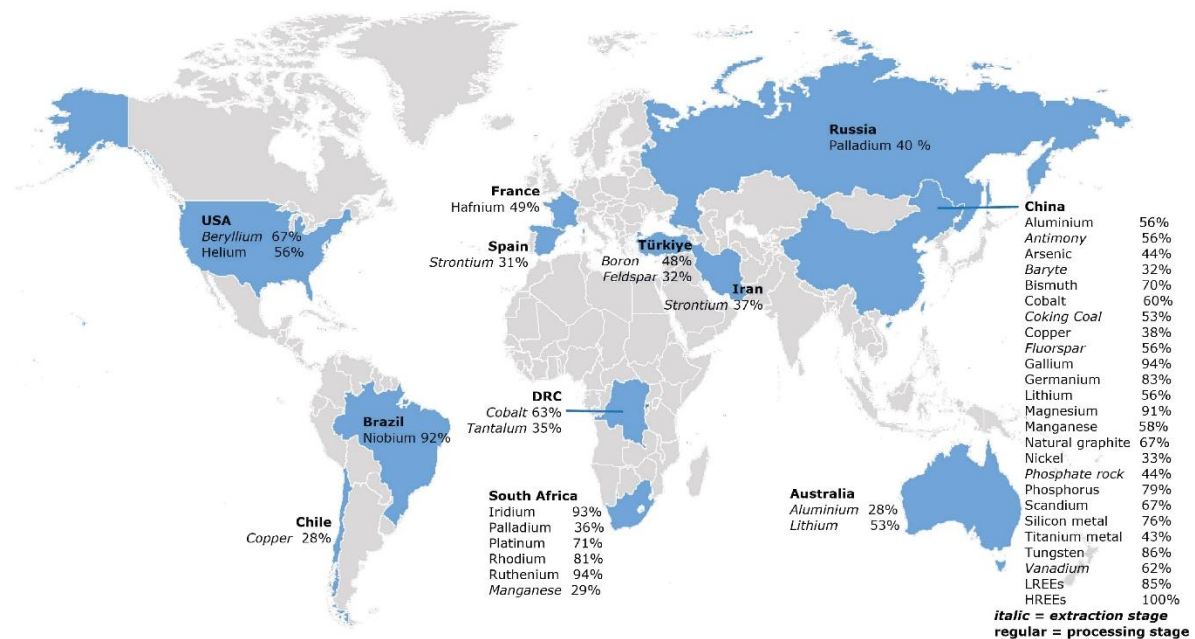 Russia
Palladium 40 %
France
Hafnium 49%
USA
Beryllium 67%
Helium 56%
Spain
Strontium 31%
Türkiye
Boron 48%
Feldspar 32%
Iran
Strontium 37%
China
Aluminium 56%
Antimony 56%
Arsenic 44%
Baryte 32%
Bismuth 70%
Cobalt 60%
Coking Coal 53%
Copper 38%
Fluorspar 56%
Gallium 94%
Germanium 83%
Lithium 56%
Magnesium 91%
Manganese 58%
Natural graphite 67%
Nickel 33%
Phosphate rock 44%
Phosphorus 79%
Scandium 67%
Silicon metal 76%
Titanium metal 43%
Tungsten 86%
Vanadium 62%
LREEs 85%
HREEs 100%
DRC
Cobalt 63%
Tantalum 35%
Brazil
Niobium 92%
Chile
Copper 28%
South Africa
Iridium 93%
Palladium 36%
Platinum 71%
Rhodium 81%
Ruthenium 94%
Manganese 29%
Australia
Aluminium 28%
Lithium 53%
italic = extraction stage
regular = processing stage